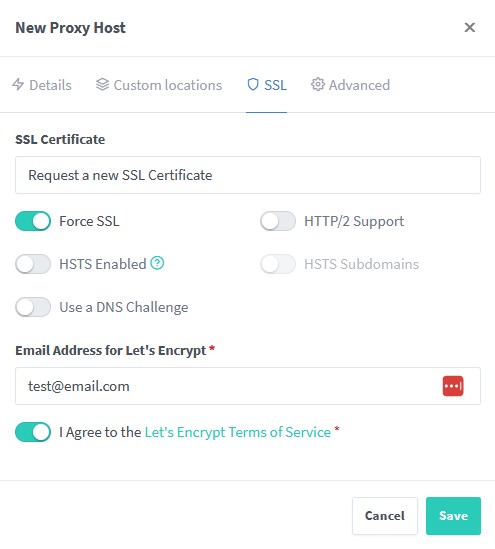 New Proxy Host
Details Custom locations SSL Advanced
SSL Certificate
Request a new SSL Certificate
Force SSL HTTP/2 Support
HSTS Enabled ? HSTS Subdomains
Use a DNS Challenge
Email Address for Let's Encrypt *
test@email.com
I Agree to the Let's Encrypt Terms of Service *
Cancel Save